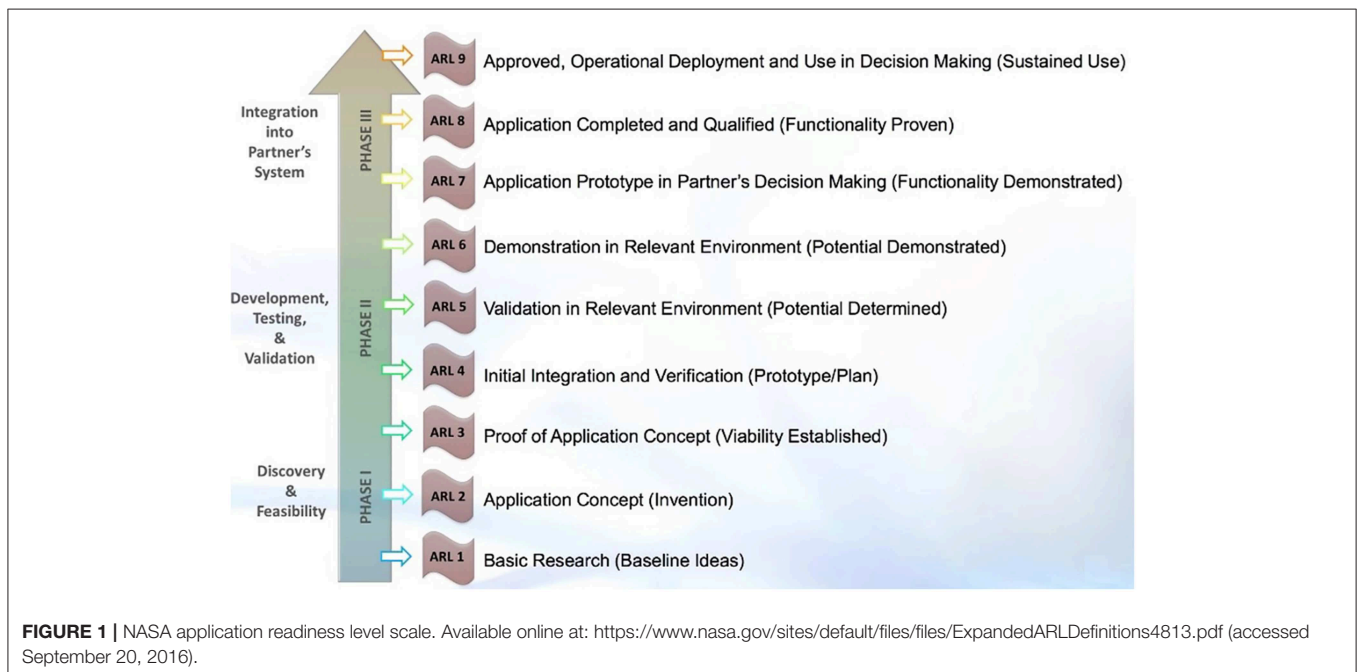 ARL 9 Approved, Operational Deployment and Use in Decision Making (Sustained Use)
Integration
into
Partner's
System
PHASE III
ARL 8 Application Completed and Qualified (Functionality Proven)
ARL 7 Application Prototype in Partner's Decision Making (Functionality Demonstrated)
ARL 6 Demonstration in Relevant Environment (Potential Demonstrated)
Development,
Testing,
&
Validation
PHASE II
ARL 5 Validation in Relevant Environment (Potential Determined)
ARL 4 Initial Integration and Verification (Prototype/Plan)
ARL 3 Proof of Application Concept (Viability Established)
Discovery
&
Feasibility
PHASE I
ARL 2 Application Concept (Invention)
ARL 1 Basic Research (Baseline Ideas)
FIGURE 1 | NASA application readiness level scale. Available online at: https://www.nasa.gov/sites/default/files/files/ExpandedARLDefinitions4813.pdf (accessed
September 20, 2016).